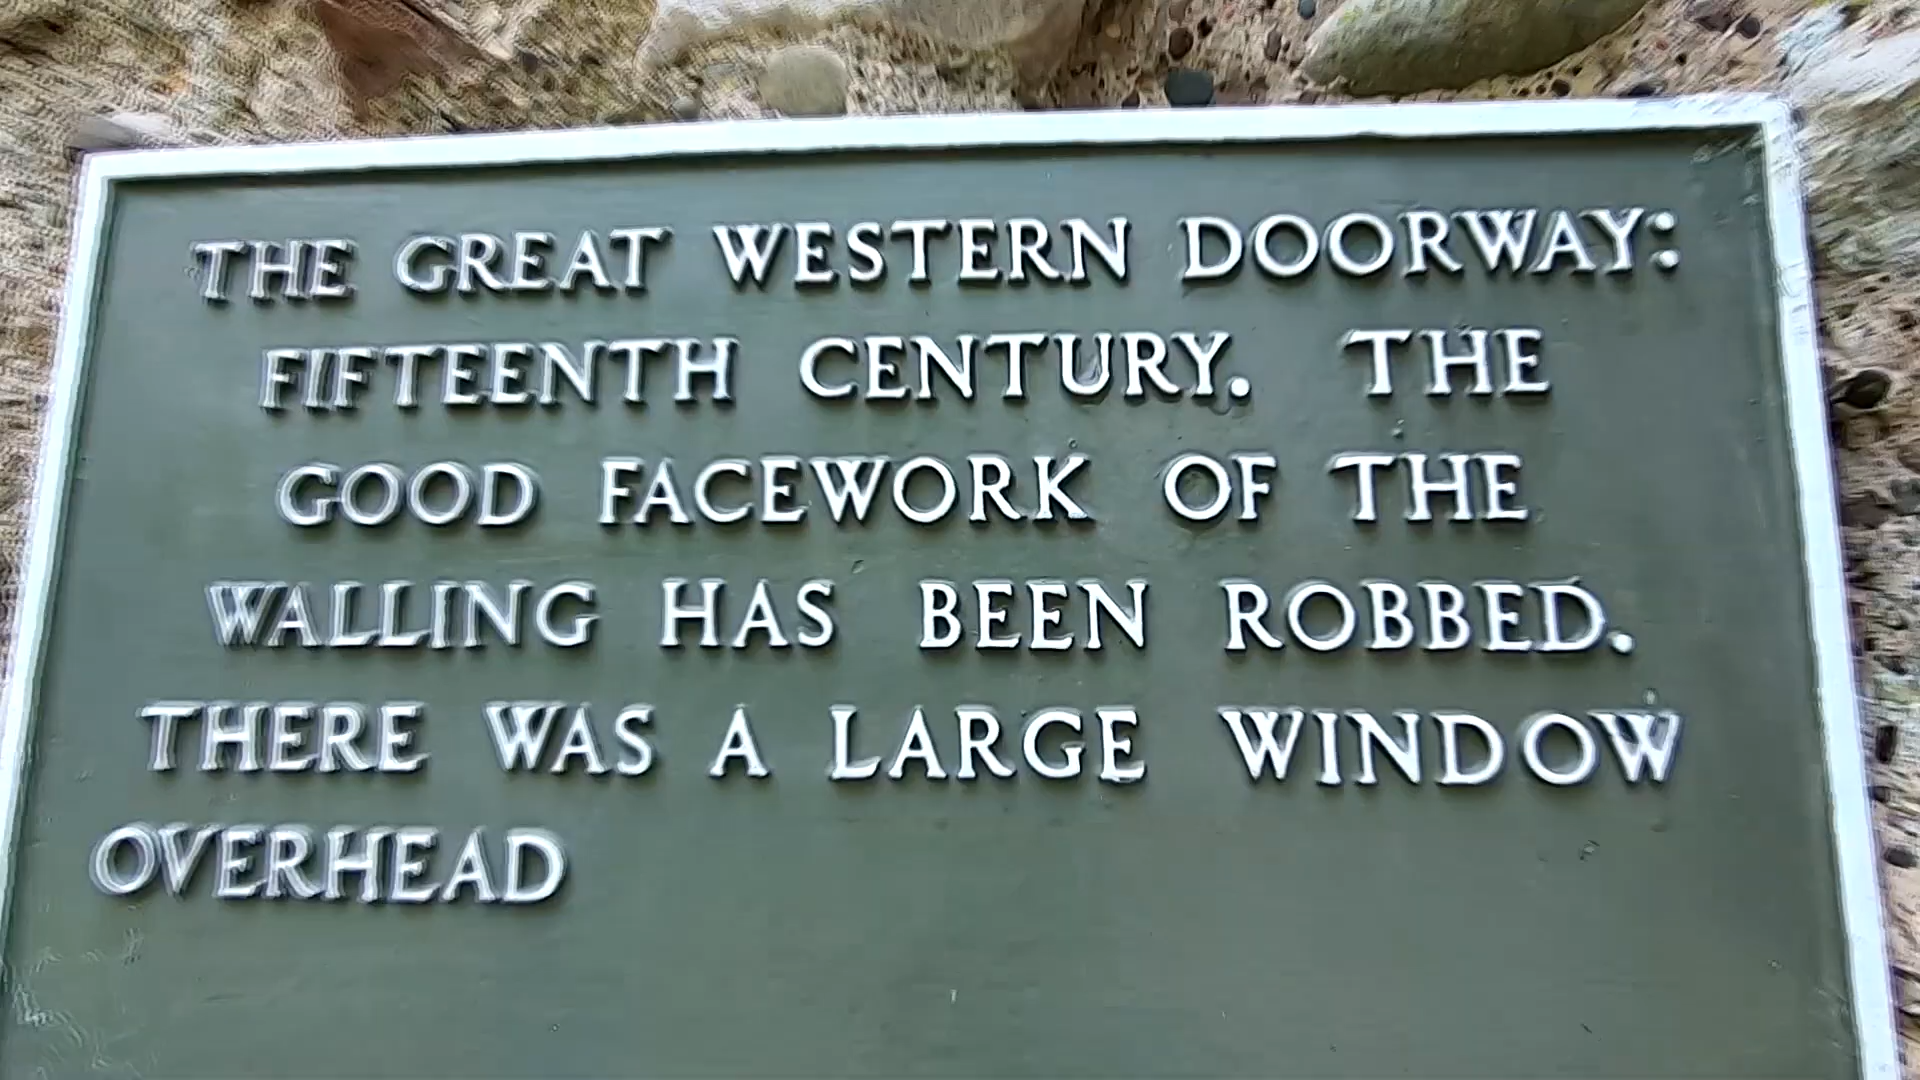 THE GREAT WESTERN DOORWAY:
FIFTEENTH CENTURY. THE
GOOD FACEWORK OF THE
WALLING HAS BEEN ROBBED.
THERE WAS A LARGE WINDOW
OVERHEAD